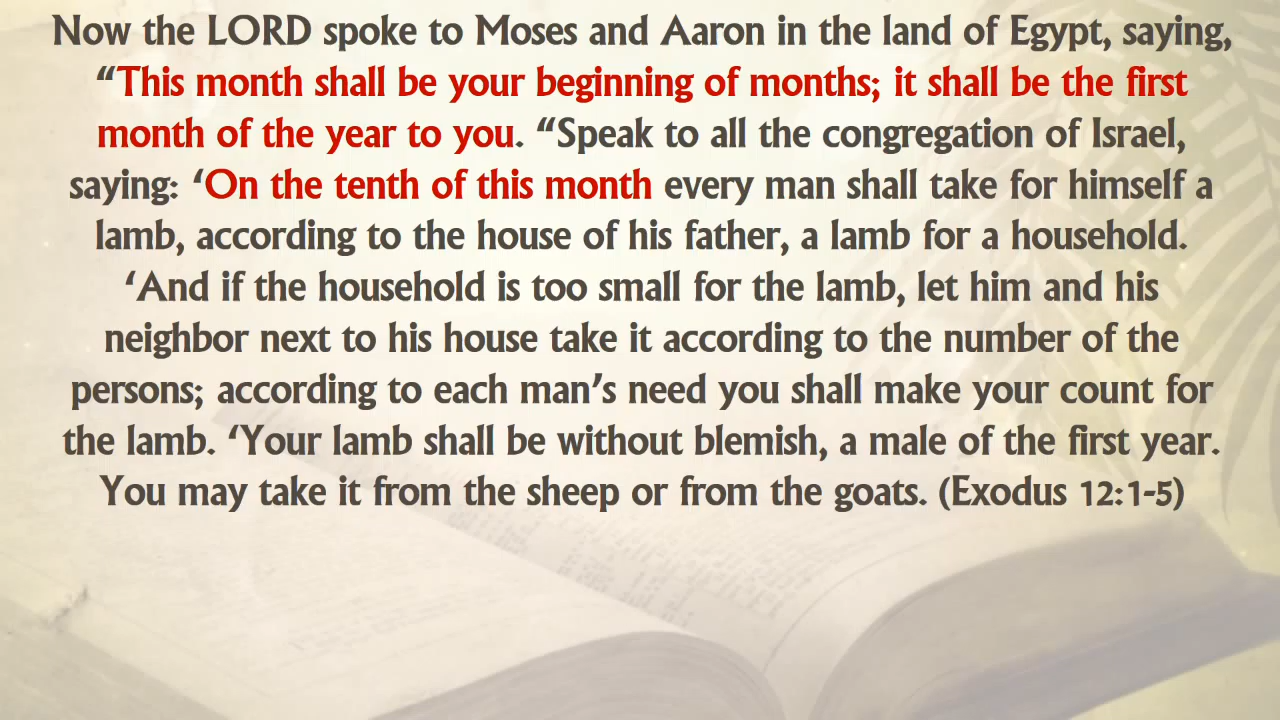 Now the LORD spoke to Moses and Aaron in the land of Egypt, saying,
“This month shall be your beginning of months; it shall be the first
month of the year to you. “Speak to all the congregation of Israel,
saying: ‘On the tenth of this month every man shall take for himself a
lamb, according to the house of his father, a lamb for a household.
‘And if the household is too small for the lamb, let him and his
neighbor next to his house take it according to the number of the
persons; according to each man’s need you shall make your count for
the lamb. ‘Your lamb shall be without blemish, a male of the first year.
You may take it from the sheep or from the goats. (Exodus 12:1-5)